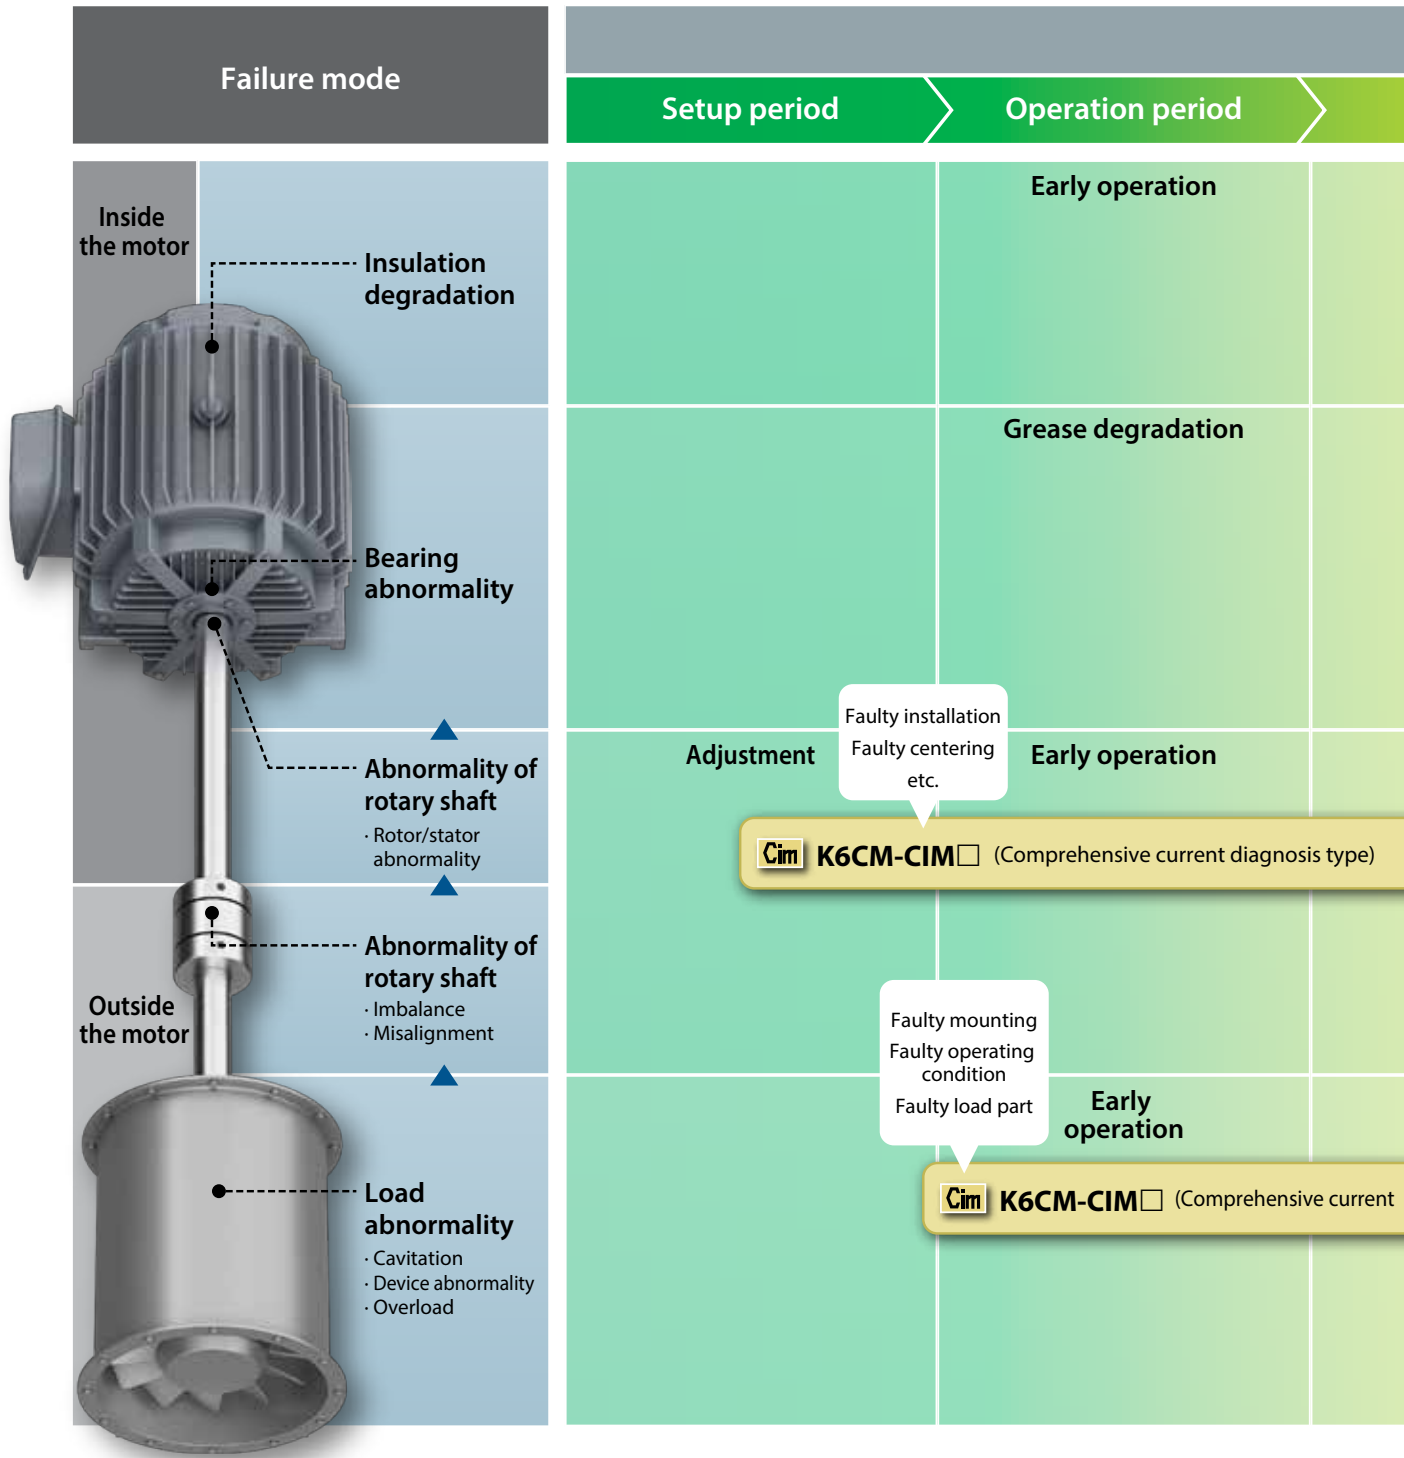 Failure mode
Setup period
Operation period
Inside
the motor
Early operation
Insulation
degradation
Grease degradation
Bearing
abnormality
Faulty installation
Faulty centering
etc.
Adjustment
Early operation
Abnormality of
rotary shaft
· Rotor/stator
abnormality
Cim K6CM-CIM□ (Comprehensive current diagnosis type)
Outside
the motor
Abnormality of
rotary shaft
· Imbalance
· Misalignment
Faulty mounting
Faulty operating
condition
Faulty load part
Early
operation
Load
abnormality
· Cavitation
· Device abnormality
· Overload
Cim K6CM-CIM□ (Comprehensive current